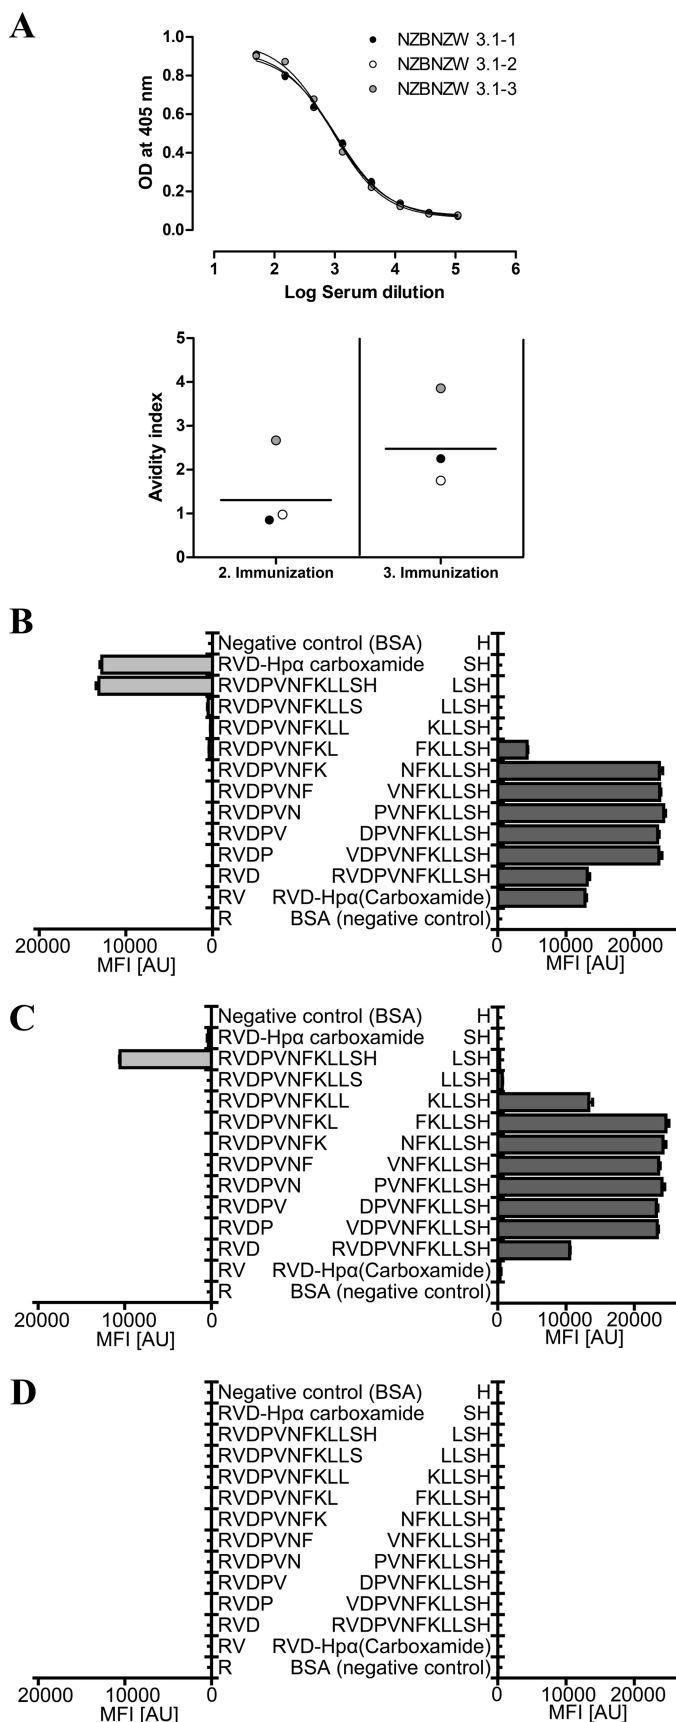 A
1.0
0.8
0.6
0.4
0.2
0.0
OD at 405 nm
NZBNZW 3.1-1
NZBNZW 3.1-2
NZBNZW 3.1-3
1 2 3 4 5 6
Log Serum dilution
5
4
3
2
1
0
Avidity index
2. Immunization 3. Immunization
B
Negative control (BSA) H
RVD-Hpα carboxamide SH
RVDPVNFKLLSH LSH
RVDPVNFKLLS LLSH
RVDPVNFKLL KLLSH
RVDPVNFKL FKLLSH
RVDPVNFK NFKLLSH
RVDPVNF VNFKLLSH
RVDPVN PVNFKLLSH
RVDPV DPVNFKLLSH
RVDP VDPVNFKLLSH
RVD RVDPVNFKLLSH
RV RVD-Hpα(Carboxamide)
R BSA (negative control)
20000 10000 0 0 10000 20000
MFI [AU] MFI [AU]
C
Negative control (BSA) H
RVD-Hpα carboxamide SH
RVDPVNFKLLSH LSH
RVDPVNFKLLS LLSH
RVDPVNFKLL KLLSH
RVDPVNFKL FKLLSH
RVDPVNFK NFKLLSH
RVDPVNF VNFKLLSH
RVDPVN PVNFKLLSH
RVDPV DPVNFKLLSH
RVDP VDPVNFKLLSH
RVD RVDPVNFKLLSH
RV RVD-Hpα(Carboxamide)
R BSA (negative control)
20000 10000 0 0 10000 20000
MFI [AU] MFI [AU]
D
Negative control (BSA) H
RVD-Hpα carboxamide SH
RVDPVNFKLLSH LSH
RVDPVNFKLLS LLSH
RVDPVNFKLL KLLSH
RVDPVNFKL FKLLSH
RVDPVNFK NFKLLSH
RVDPVNF VNFKLLSH
RVDPVN PVNFKLLSH
RVDPV DPVNFKLLSH
RVDP VDPVNFKLLSH
RVD RVDPVNFKLLSH
RV RVD-Hpα(Carboxamide)
R BSA (negative control)
20000 10000 0 0 10000 20000
MFI [AU] MFI [AU]